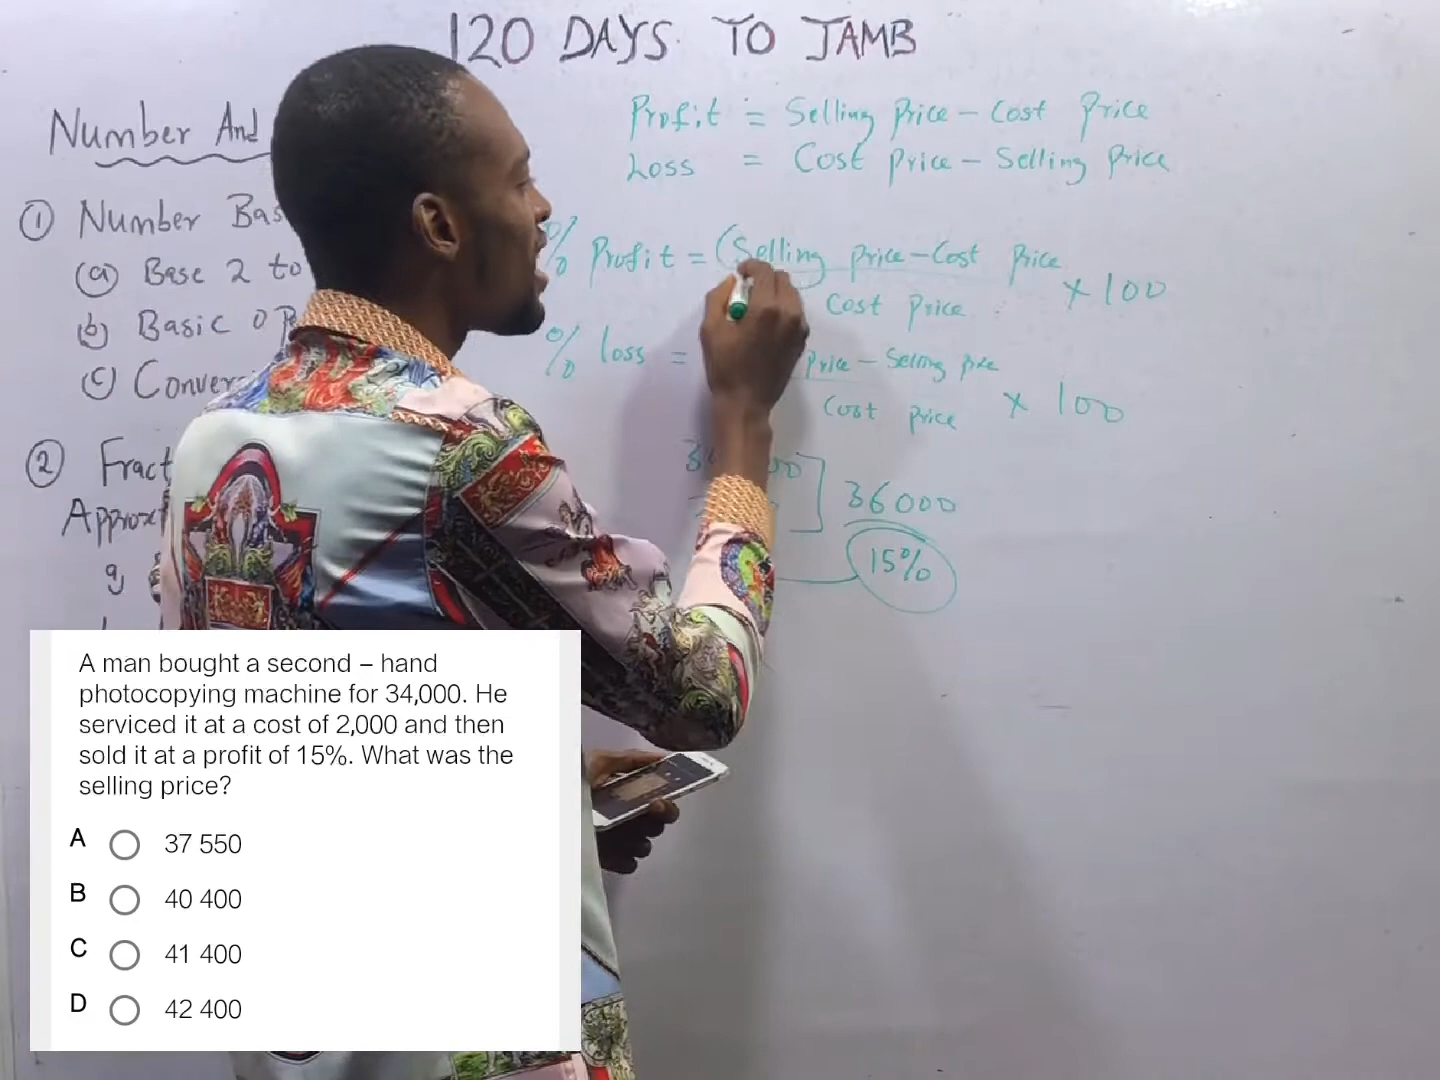 120 DAYS TO JAMB
Number And
① Number Bas
(a) Base 2 to
(b) Basic OP
(c) Convers
② Fract
Approxi
Profit = Selling Price - Cost Price
Loss = Cost Price - Selling Price
% Profit = (Selling Price - Cost Price
Cost Price × 100
% loss = Price - Selling price
Cost Price × 100
36000
15%
A man bought a second – hand
photocopying machine for 34,000. He
serviced it at a cost of 2,000 and then
sold it at a profit of 15%. What was the
selling price?
A 37 550
B 40 400
C 41 400
D 42 400